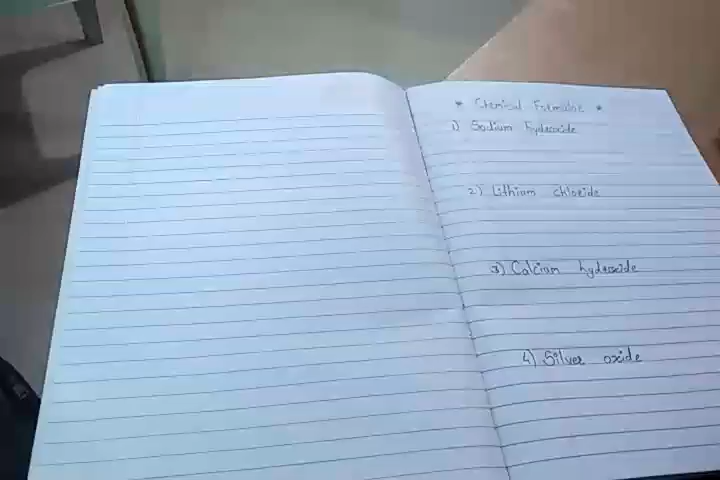 * Chemical Formulae *
1) Sodium hydroxide
2) Lithium chloride
3) Calcium hydroxide
4) Silver oxide